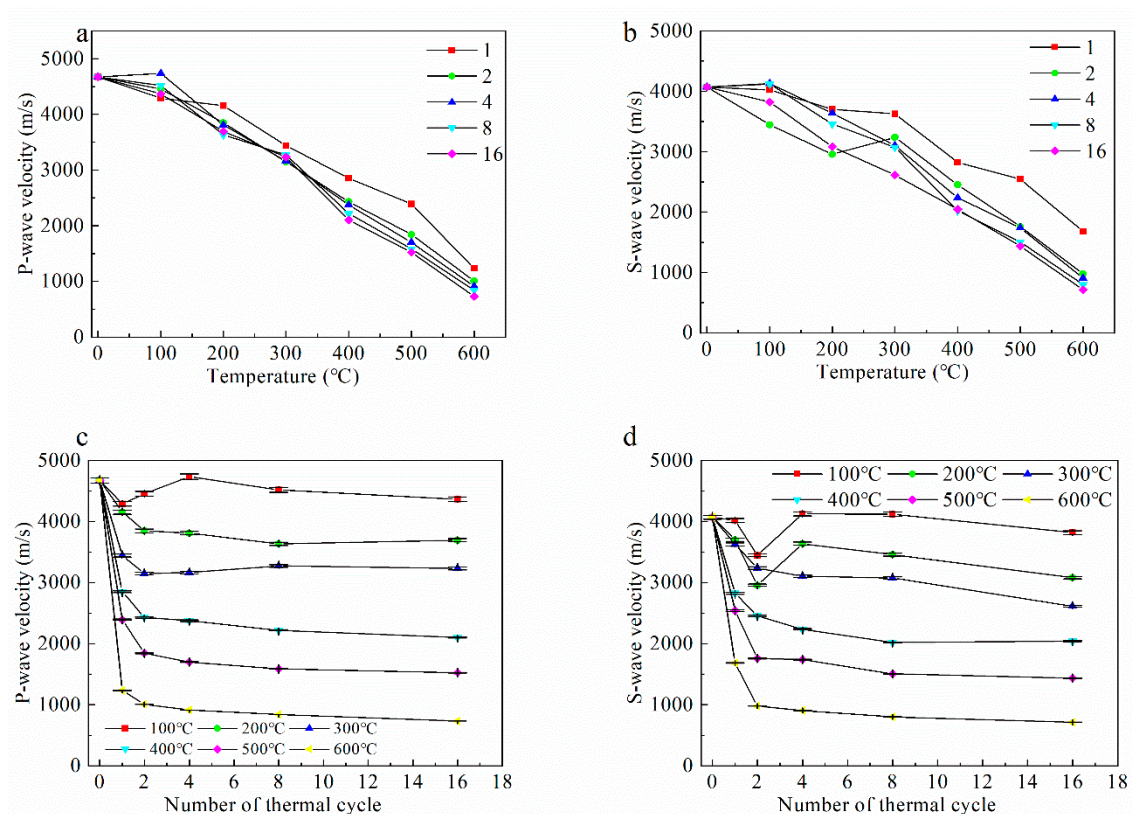 a
P-wave velocity (m/s)
5000
4000
3000
2000
1000
0
1
2
4
8
16
0 100 200 300 400 500 600
Temperature (°C)
b
S-wave velocity (m/s)
5000
4000
3000
2000
1000
0
1
2
4
8
16
0 100 200 300 400 500 600
Temperature (°C)
c
P-wave velocity (m/s)
5000
4000
3000
2000
1000
0
100°C 200°C 300°C
400°C 500°C 600°C
0 2 4 6 8 10 12 14 16 18
Number of thermal cycle
d
S-wave velocity (m/s)
5000
4000
3000
2000
1000
0
100°C 200°C 300°C
400°C 500°C 600°C
0 2 4 6 8 10 12 14 16 18
Number of thermal cycle